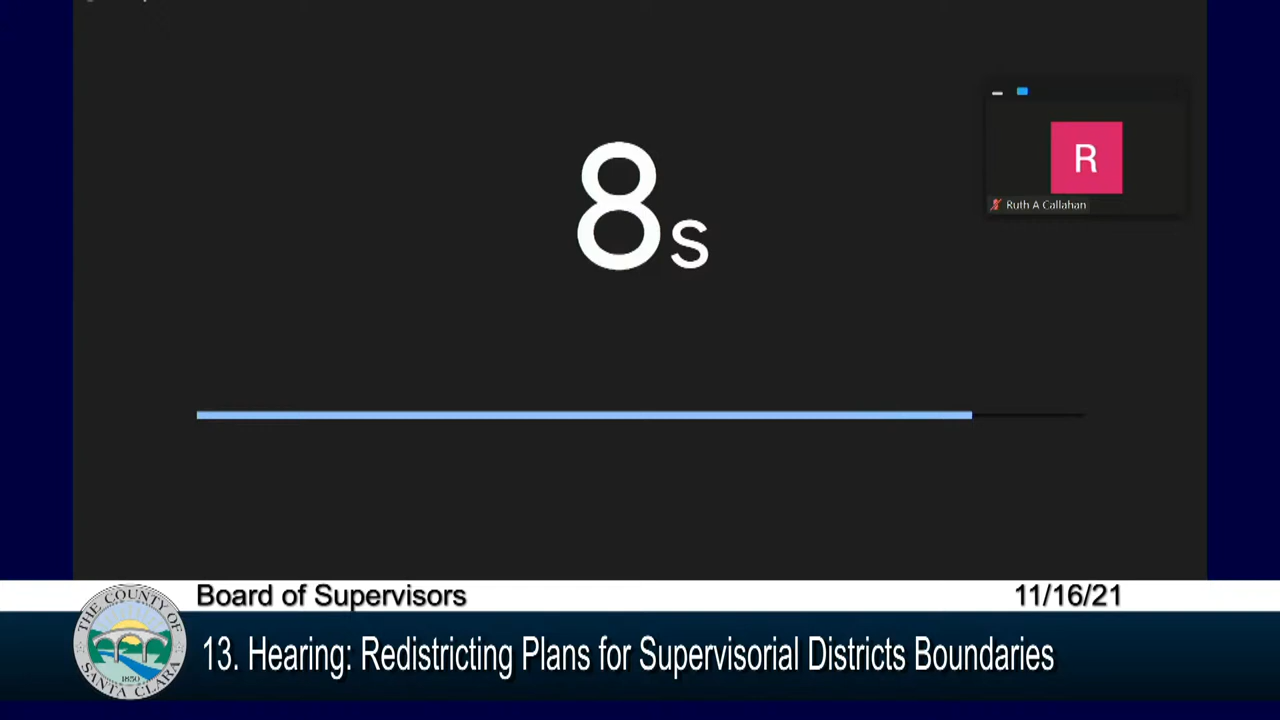 8s
R
Ruth A Callahan
Board of Supervisors
11/16/21
THE COUNTY OF
SANTA CLARA
1850
13. Hearing: Redistricting Plans for Supervisorial Districts Boundaries